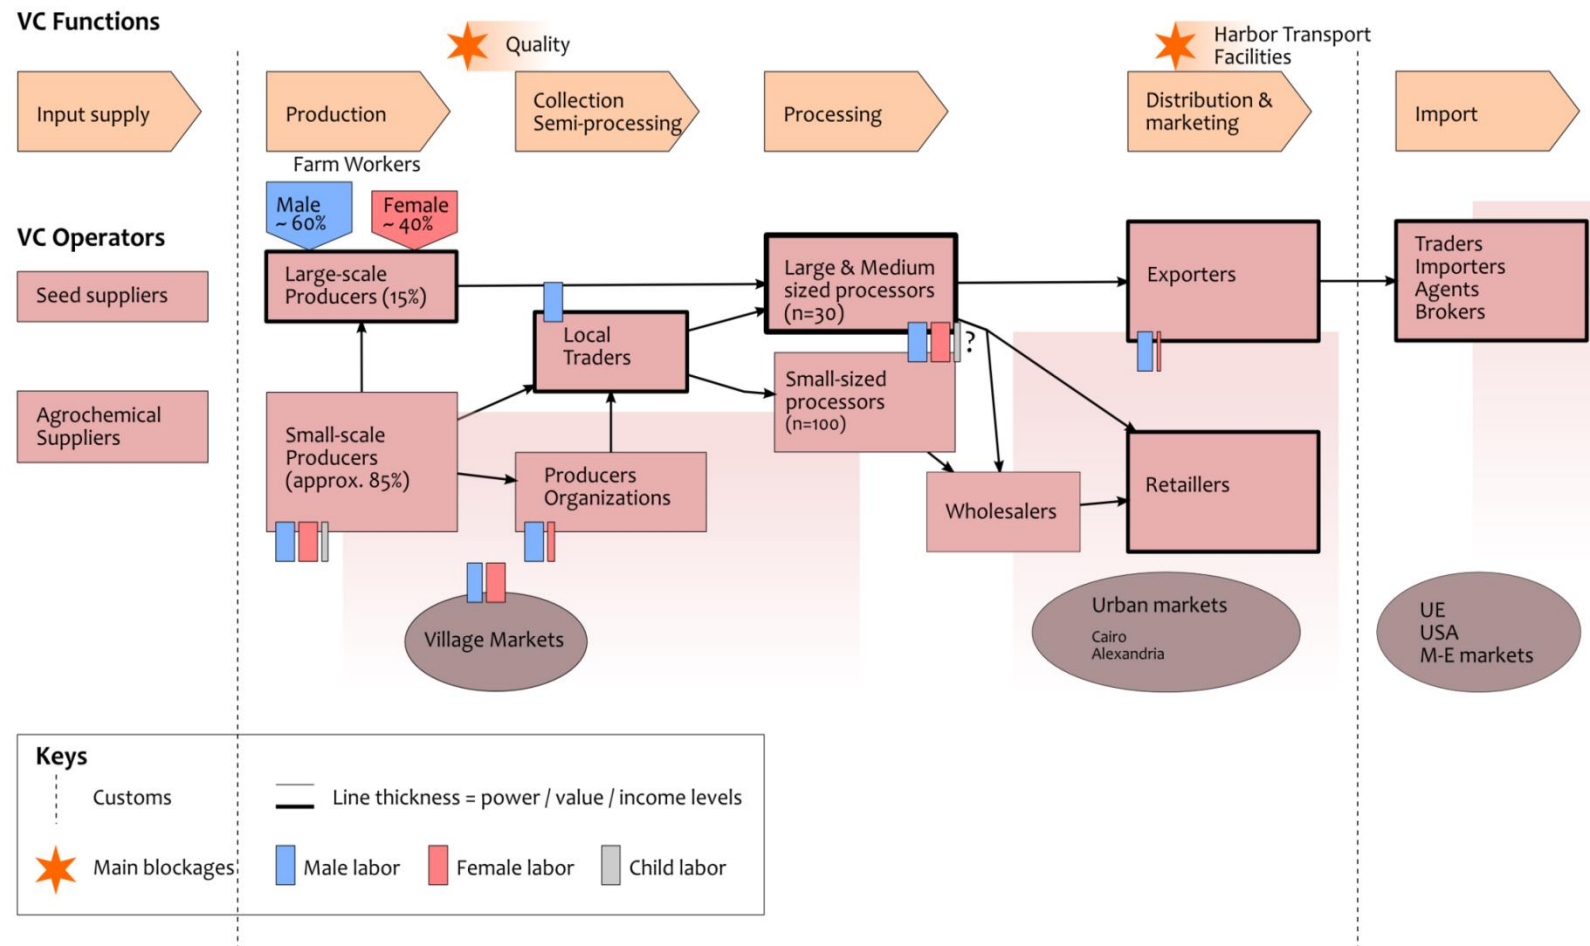 VC Functions
Quality
Harbor Transport
Facilities
Input supply
Production
Collection
Semi-processing
Processing
Distribution &
marketing
Import
Farm Workers
Male
~ 60%
Female
~ 40%
VC Operators
Seed suppliers
Agrochemical
Suppliers
Large-scale
Producers (15%)
Small-scale
Producers
(approx. 85%)
Local
Traders
Producers
Organizations
Large & Medium
sized processors
(n=30)
?
Small-sized
processors
(n=100)
Wholesalers
Exporters
Retaillers
Traders
Importers
Agents
Brokers
Village Markets
Urban markets
Cairo
Alexandria
UE
USA
M-E markets
Keys
Customs
Line thickness = power / value / income levels
Main blockages
Male labor
Female labor
Child labor